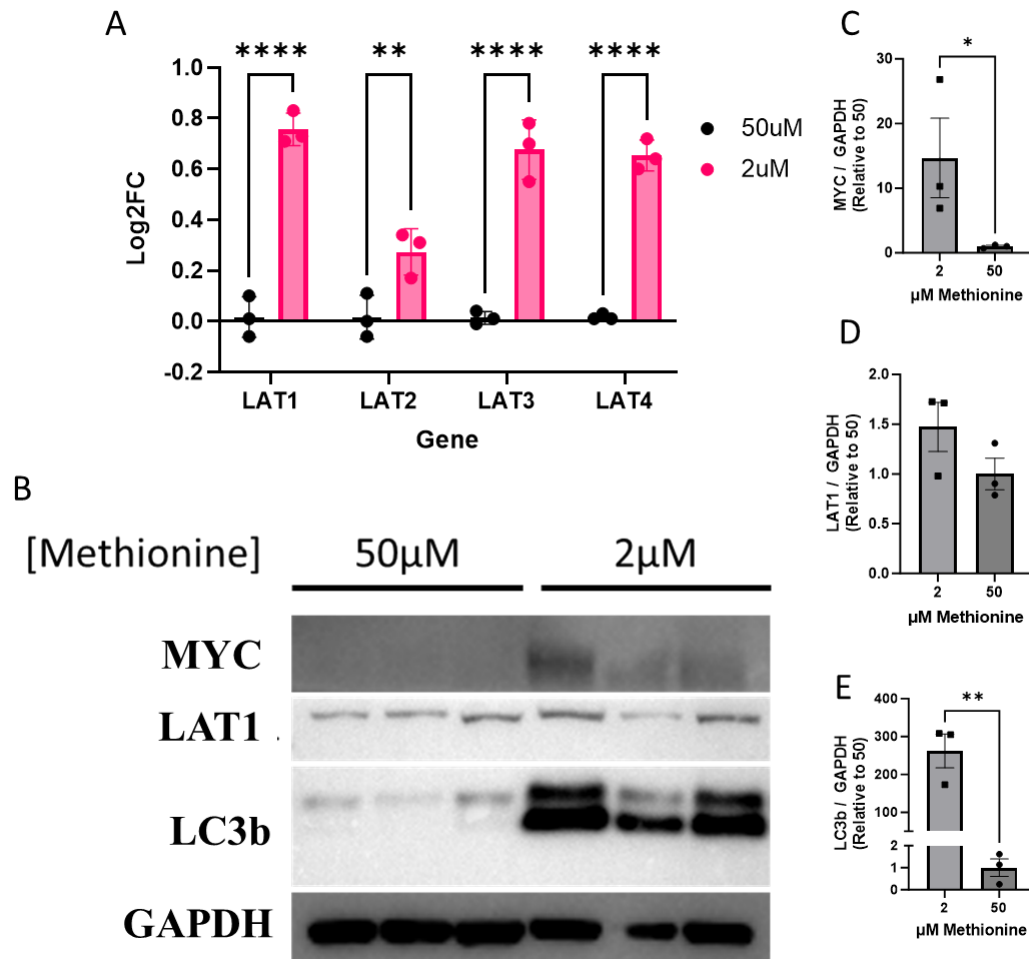 A
**** ** **** ****
1.0
0.8
0.6
0.4
0.2
0.0
-0.2
Log2FC
LAT1 LAT2 LAT3 LAT4
Gene
50uM
2uM
B
[Methionine] 50µM 2µM
MYC
LAT1
LC3b
GAPDH
C
*
MYC / GAPDH
(Relative to 50)
30
20
10
0
2 50
µM Methionine
D
LAT1 / GAPDH
(Relative to 50)
2.0
1.5
1.0
0.5
0.0
2 50
µM Methionine
E
**
LC3b / GAPDH
(Relative to 50)
400
300
200
100
2
1
0
2 50
µM Methionine